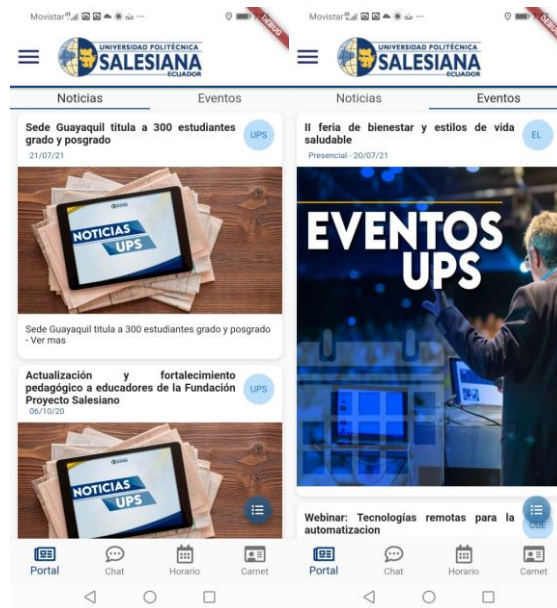 Movistar
DEBUG
UNIVERSIDAD POLITÉCNICA
SALESIANA
ECUADOR
Noticias
Eventos
Sede Guayaquil titula a 300 estudiantes
grado y posgrado
UPS
21/07/21
NOTICIAS
UPS
Sede Guayaquil titula a 300 estudiantes grado y posgrado
- Ver mas
Actualización y fortalecimiento
pedagógico a educadores de la Fundación
Proyecto Salesiano
UPS
06/10/20
NOTICIAS
UPS
Portal
Chat
Horario
Carnet
Movistar
DEBUG
UNIVERSIDAD POLITÉCNICA
SALESIANA
ECUADOR
Noticias
Eventos
II feria de bienestar y estilos de vida
saludable
EL
Presencial - 20/07/21
EVENTOS
UPS
Webinar: Tecnologías remotas para la
automatizacion
CUE
Portal
Chat
Horario
Carnet